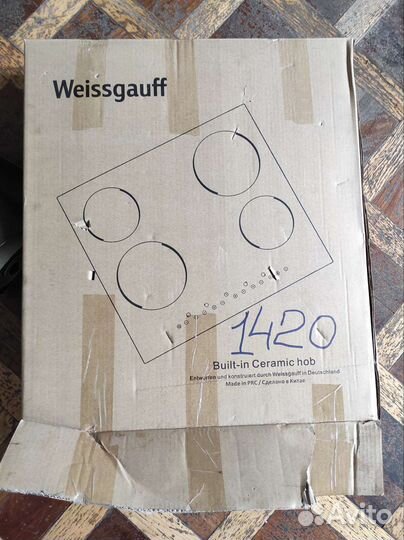 Weissgauff
1420
Built-in Ceramic hob
Entworfen und konstruiert durch Weissgauff in Deutschland
Made in PRC / Сделано в Китае
Avito